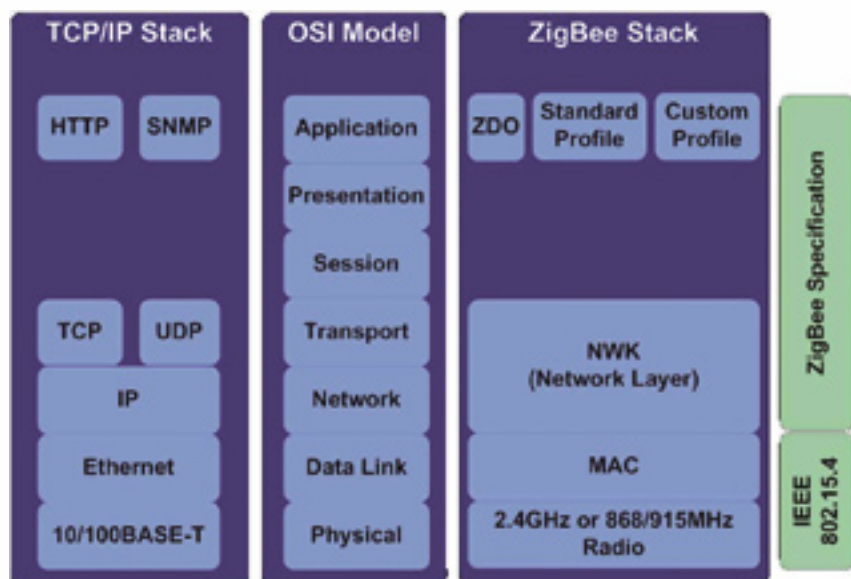 TCP/IP Stack
HTTP SNMP
TCP UDP
IP
Ethernet
10/100BASE-T
OSI Model
Application
Presentation
Session
Transport
Network
Data Link
Physical
ZigBee Stack
ZDO
Standard
Profile
Custom
Profile
NWK
(Network Layer)
MAC
2.4GHz or 868/915MHz
Radio
ZigBee Specification
IEEE
802.15.4